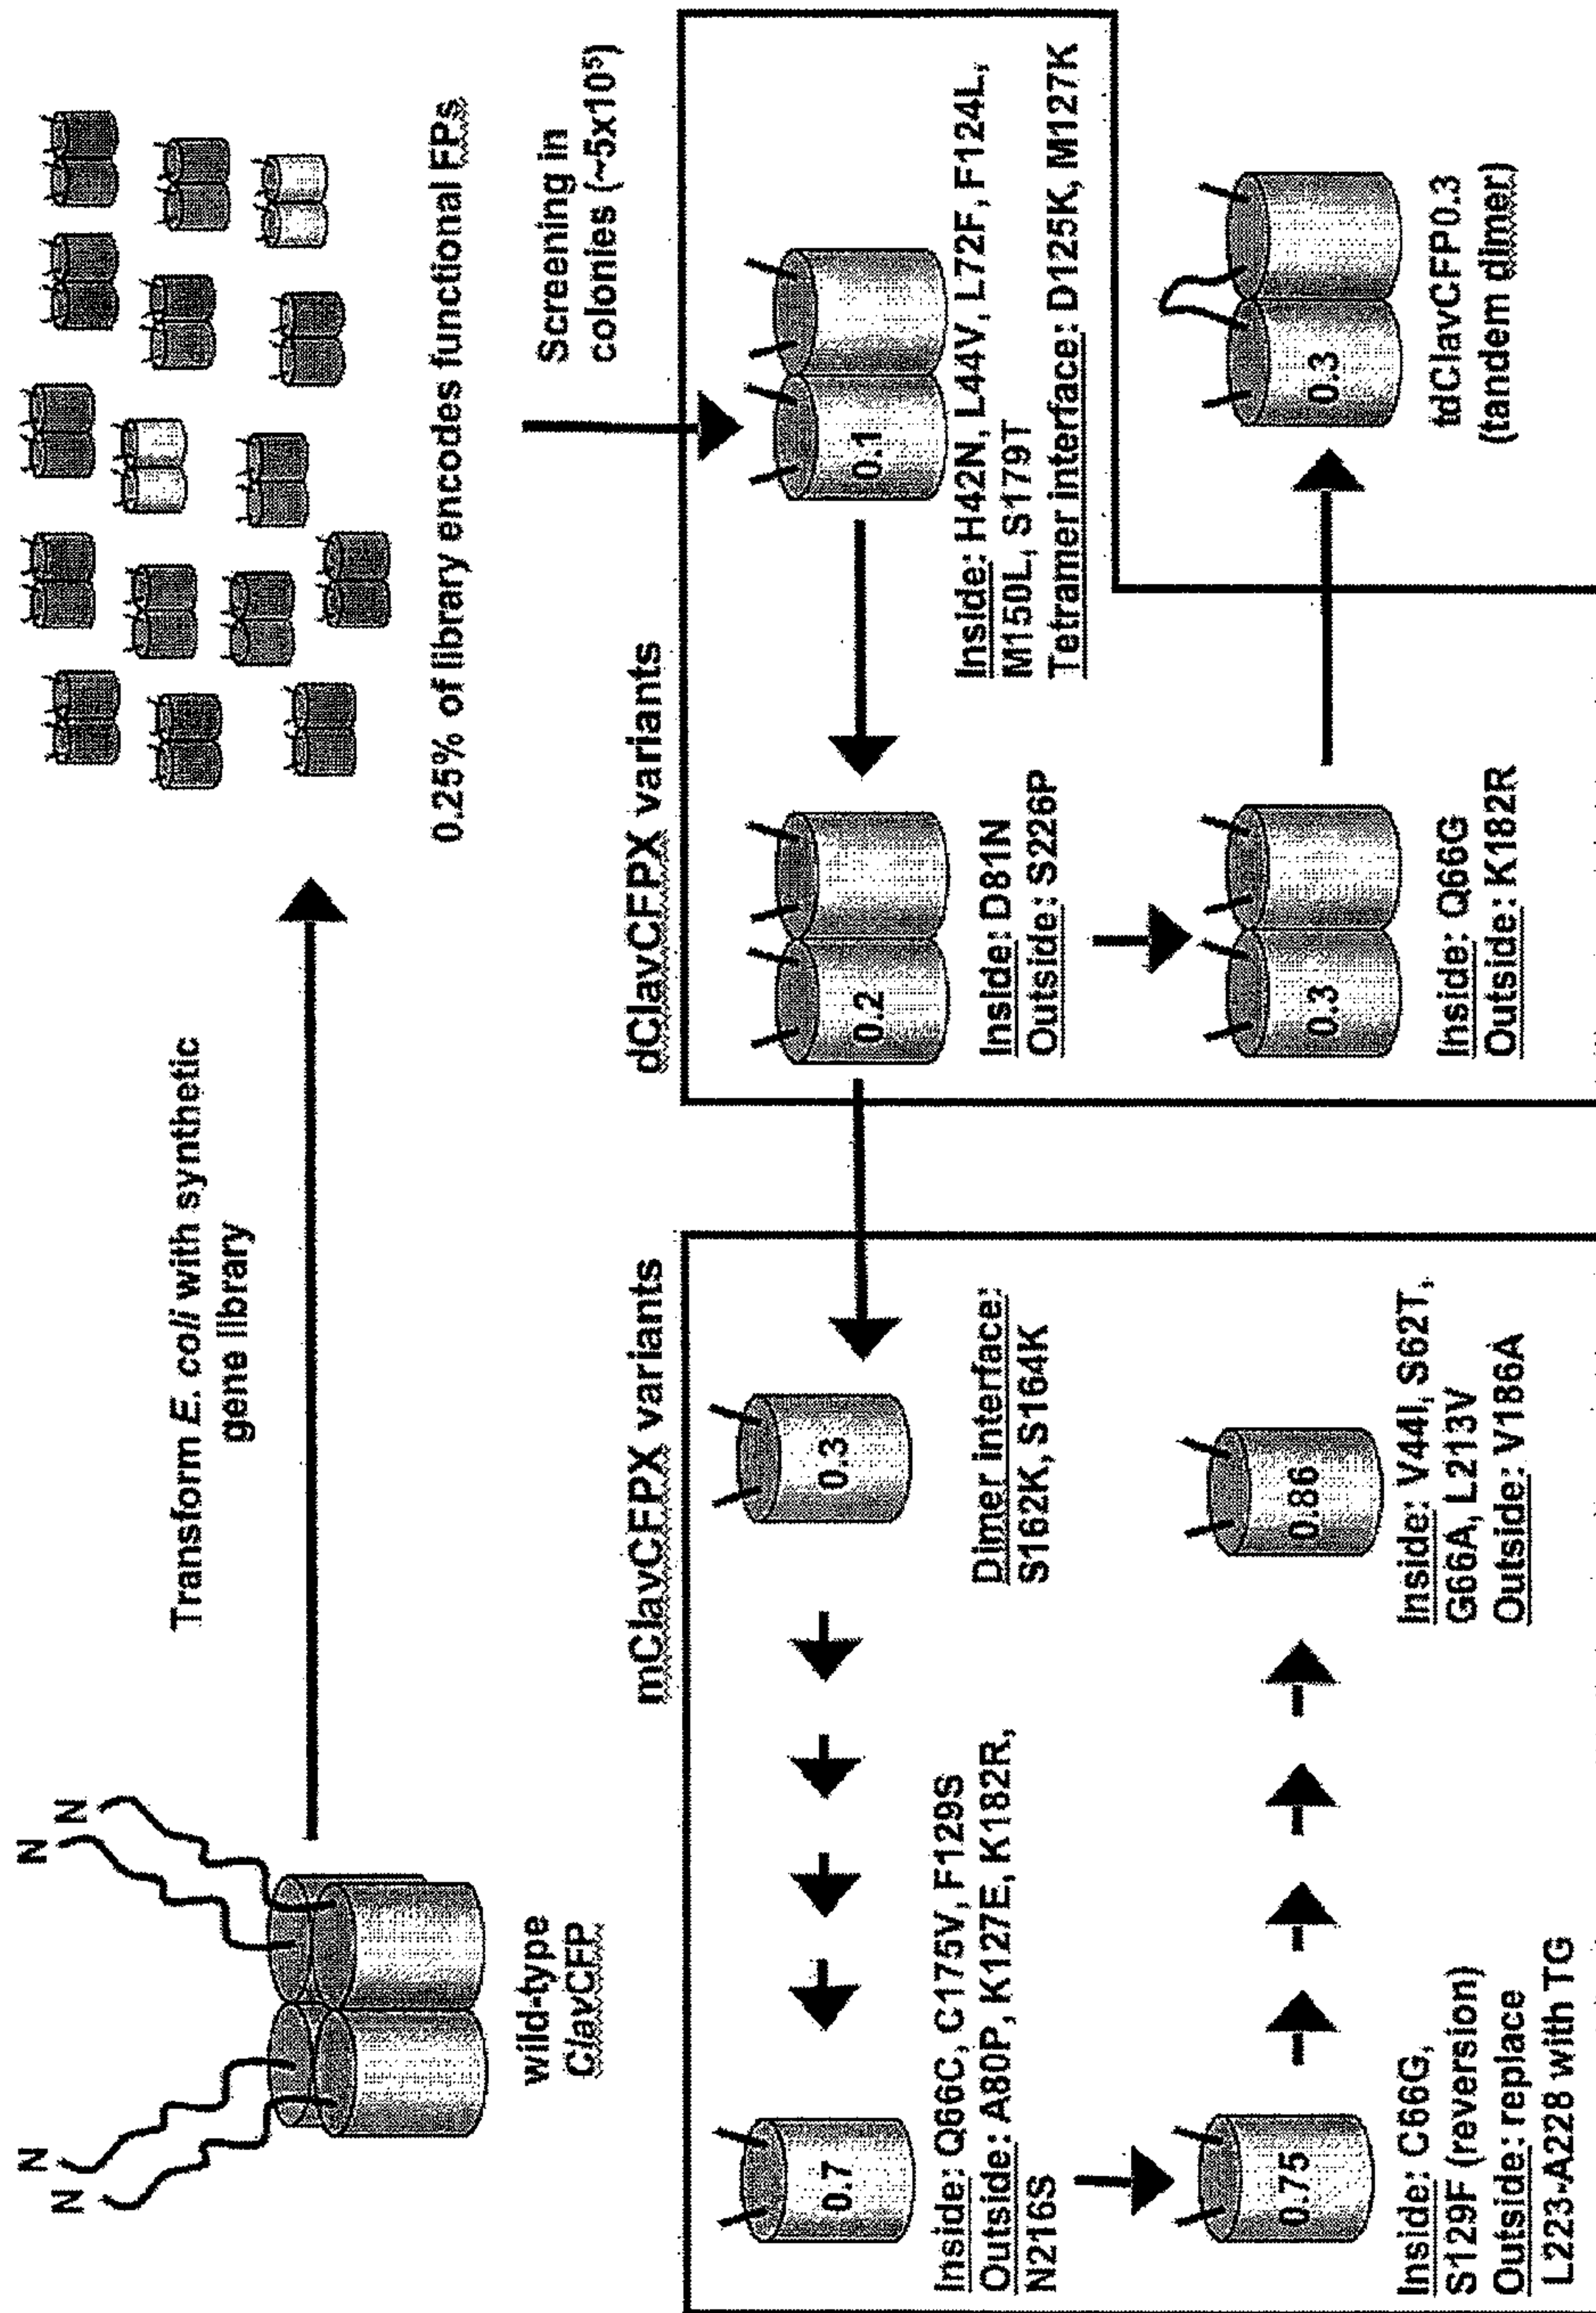 N
N
N
N
wild-type
ClavCFP
Transform E. coli with synthetic
gene library
0.25% of library encodes functional FPs
Screening in
colonies (~5x10⁵)
mClavCFPX variants
dClavCFPX variants
0.1
Inside: H42N, L44V, L72F, F124L,
M150L, S179T
Tetramer interface: D125K, M127K
0.2
Inside: D81N
Outside: S226P
0.3
Inside: Q66G
Outside: K182R
0.3
tdClavCFP0.3
(tandem dimer)
0.3
Dimer interface:
S162K, S164K
0.7
Inside: Q66C, C175V, F129S
Outside: A80P, K127E, K182R,
N216S
0.75
Inside: C66G,
S129F (reversion)
Outside: replace
L223-A228 with TG
0.86
Inside: V44I, S62T,
G66A, L213V
Outside: V186A